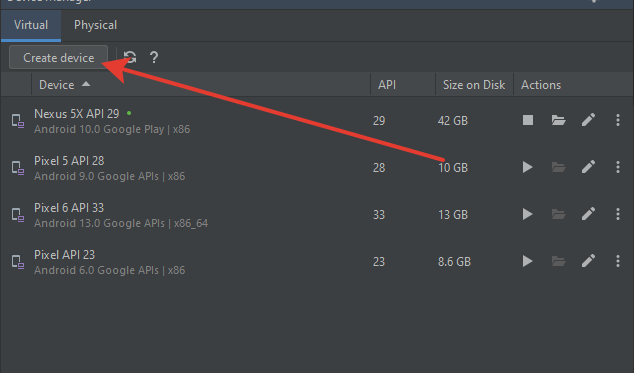 Device Manager
Virtual Physical
Create device ?
Device API Size on Disk Actions
Nexus 5X API 29 29 42 GB
Android 10.0 Google Play | x86
Pixel 5 API 28 28 10 GB
Android 9.0 Google APIs | x86
Pixel 6 API 33 33 13 GB
Android 13.0 Google APIs | x86_64
Pixel API 23 23 8.6 GB
Android 6.0 Google APIs | x86